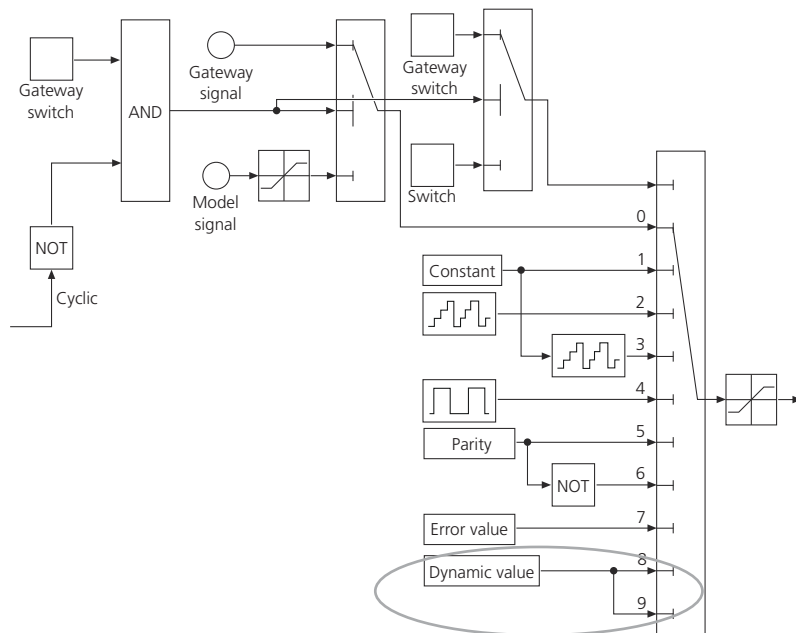 Gateway
switch
AND
NOT
Cyclic
Gateway
signal
Model
signal
Gateway
switch
Switch
0
1
2
3
4
5
6
7
8
9
Constant
Parity
NOT
Error value
Dynamic value